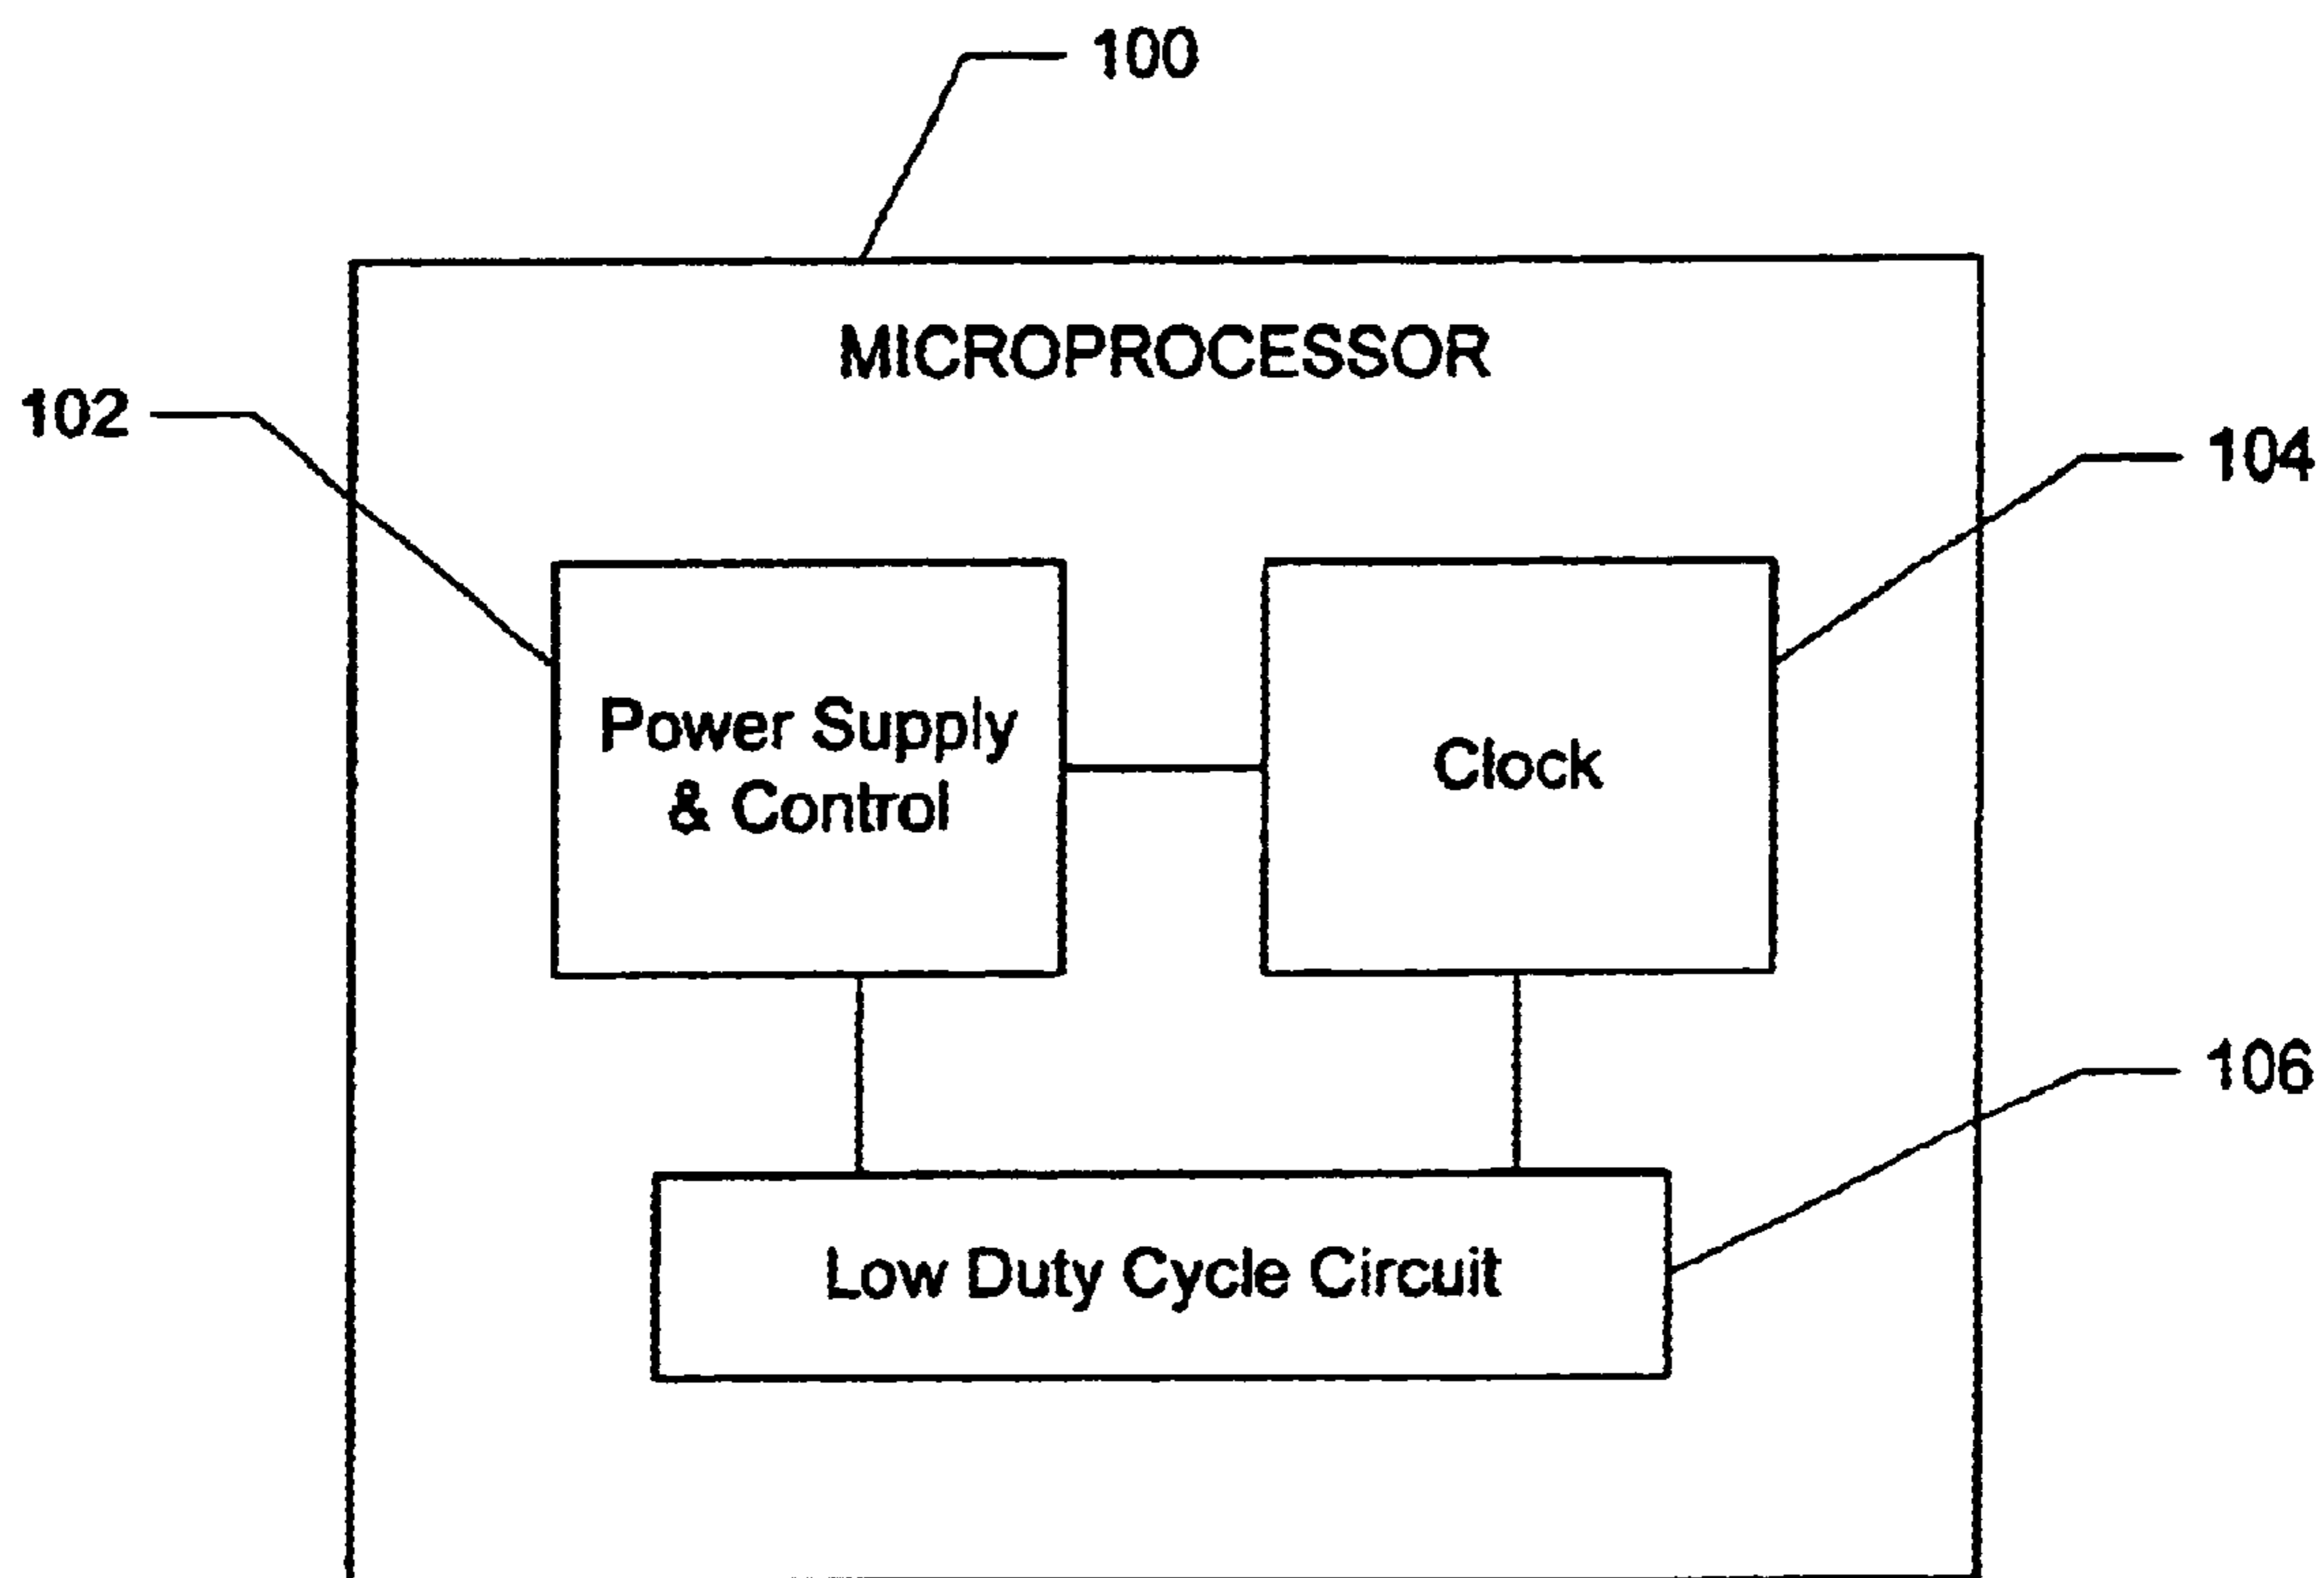 100
MICROPROCESSOR
102
104
Power Supply
& Control
Clock
106
Low Duty Cycle Circuit